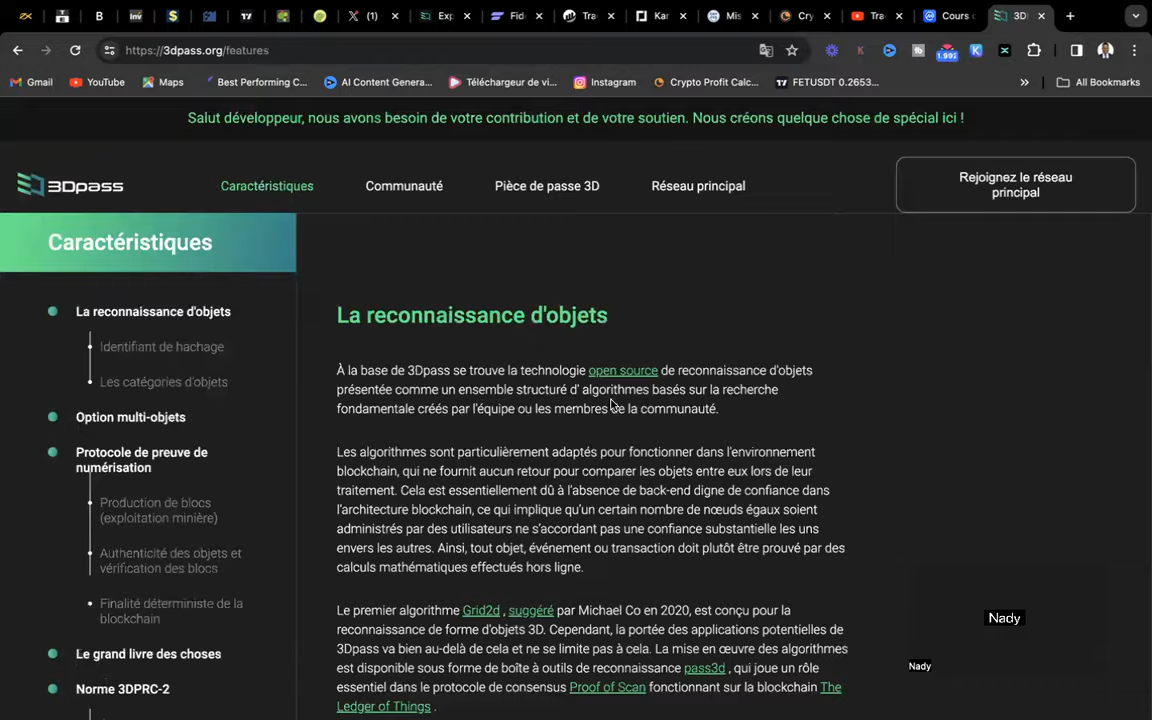 B
inv
$
(1)
Exp
Fid
Tra
Kar
Mis
Cry
Tra
Cours
3D
https://3dpass.org/features
1.99%
Gmail
YouTube
Maps
Best Performing C...
AI Content Genera...
Téléchargeur de vi...
Instagram
Crypto Profit Calc...
FETUSDT 0.2653...
»
All Bookmarks
Salut développeur, nous avons besoin de votre contribution et de votre soutien. Nous créons quelque chose de spécial ici !
3Dpass
Caractéristiques
Communauté
Pièce de passe 3D
Réseau principal
Rejoignez le réseau
principal
Caractéristiques
La reconnaissance d'objets
Identifiant de hachage
Les catégories d'objets
Option multi-objets
Protocole de preuve de
numérisation
Production de blocs
(exploitation minière)
Authenticité des objets et
vérification des blocs
Finalité déterministe de la
blockchain
Le grand livre des choses
Norme 3DPRC-2
La reconnaissance d'objets
À la base de 3Dpass se trouve la technologie open source de reconnaissance d'objets
présentée comme un ensemble structuré d' algorithmes basés sur la recherche
fondamentale créés par l'équipe ou les membres de la communauté.
Les algorithmes sont particulièrement adaptés pour fonctionner dans l'environnement
blockchain, qui ne fournit aucun retour pour comparer les objets entre eux lors de leur
traitement. Cela est essentiellement dû à l'absence de back-end digne de confiance dans
l'architecture blockchain, ce qui implique qu'un certain nombre de nœuds égaux soient
administrés par des utilisateurs ne s'accordant pas une confiance substantielle les uns
envers les autres. Ainsi, tout objet, événement ou transaction doit plutôt être prouvé par des
calculs mathématiques effectués hors ligne.
Le premier algorithme Grid2d , suggéré par Michael Co en 2020, est conçu pour la
reconnaissance de forme d'objets 3D. Cependant, la portée des applications potentielles de
3DPass va bien au-delà de cela et ne se limite pas à cela. La mise en œuvre des algorithmes
est disponible sous forme de boîte à outils de reconnaissance pass3d , qui joue un rôle
essentiel dans le protocole de consensus Proof of Scan fonctionnant sur la blockchain The
Ledger of Things .
Nady
Nady